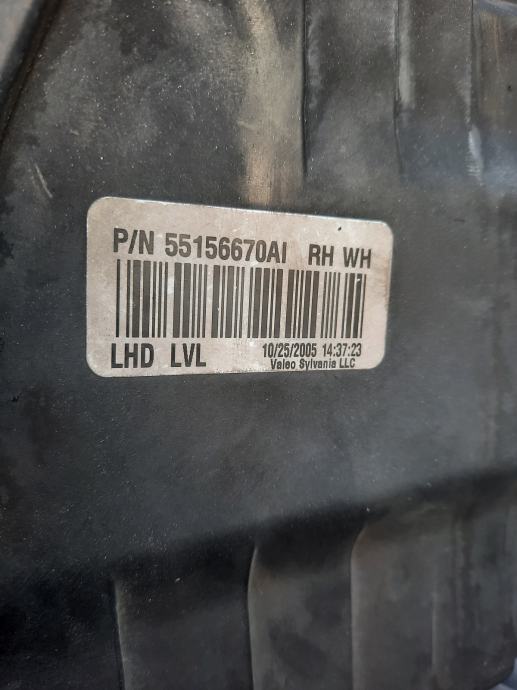 P/N 55156670AI RH WH
LHD LVL 10/25/2005 14:37:23
Valeo Sylvania LLC